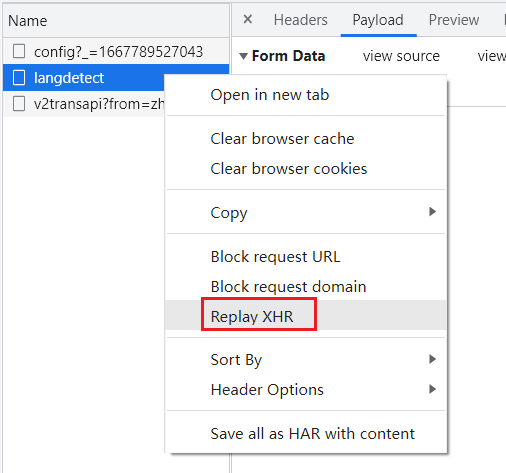 Name
× Headers Payload Preview
config?_=1667789527043
▼ Form Data view source view
langdetect
v2transapi?from=zh
Open in new tab
Clear browser cache
Clear browser cookies
Copy
Block request URL
Block request domain
Replay XHR
Sort By
Header Options
Save all as HAR with content